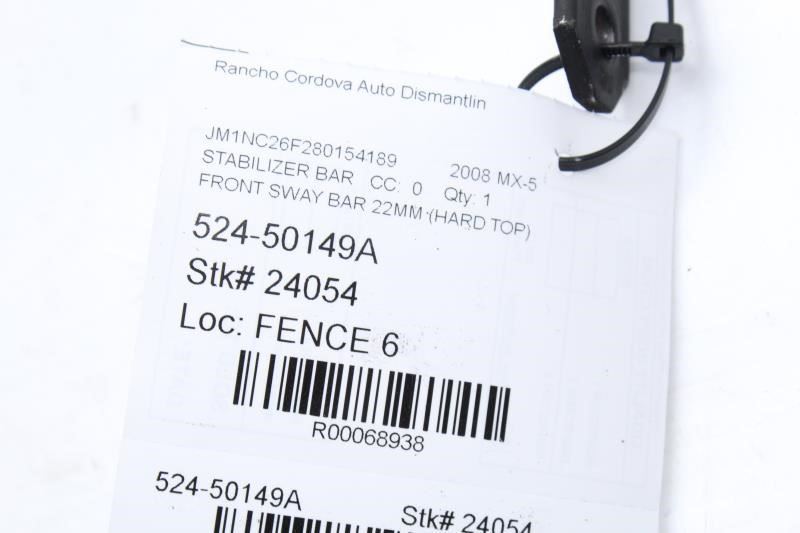 Rancho Cordova Auto Dismantlin
JM1NC26F280154189 2008 MX-5
STABILIZER BAR CC: 0 Qty: 1
FRONT SWAY BAR 22MM (HARD TOP)
524-50149A
Stk# 24054
Loc: FENCE 6
R00068938
524-50149A Stk# 24054